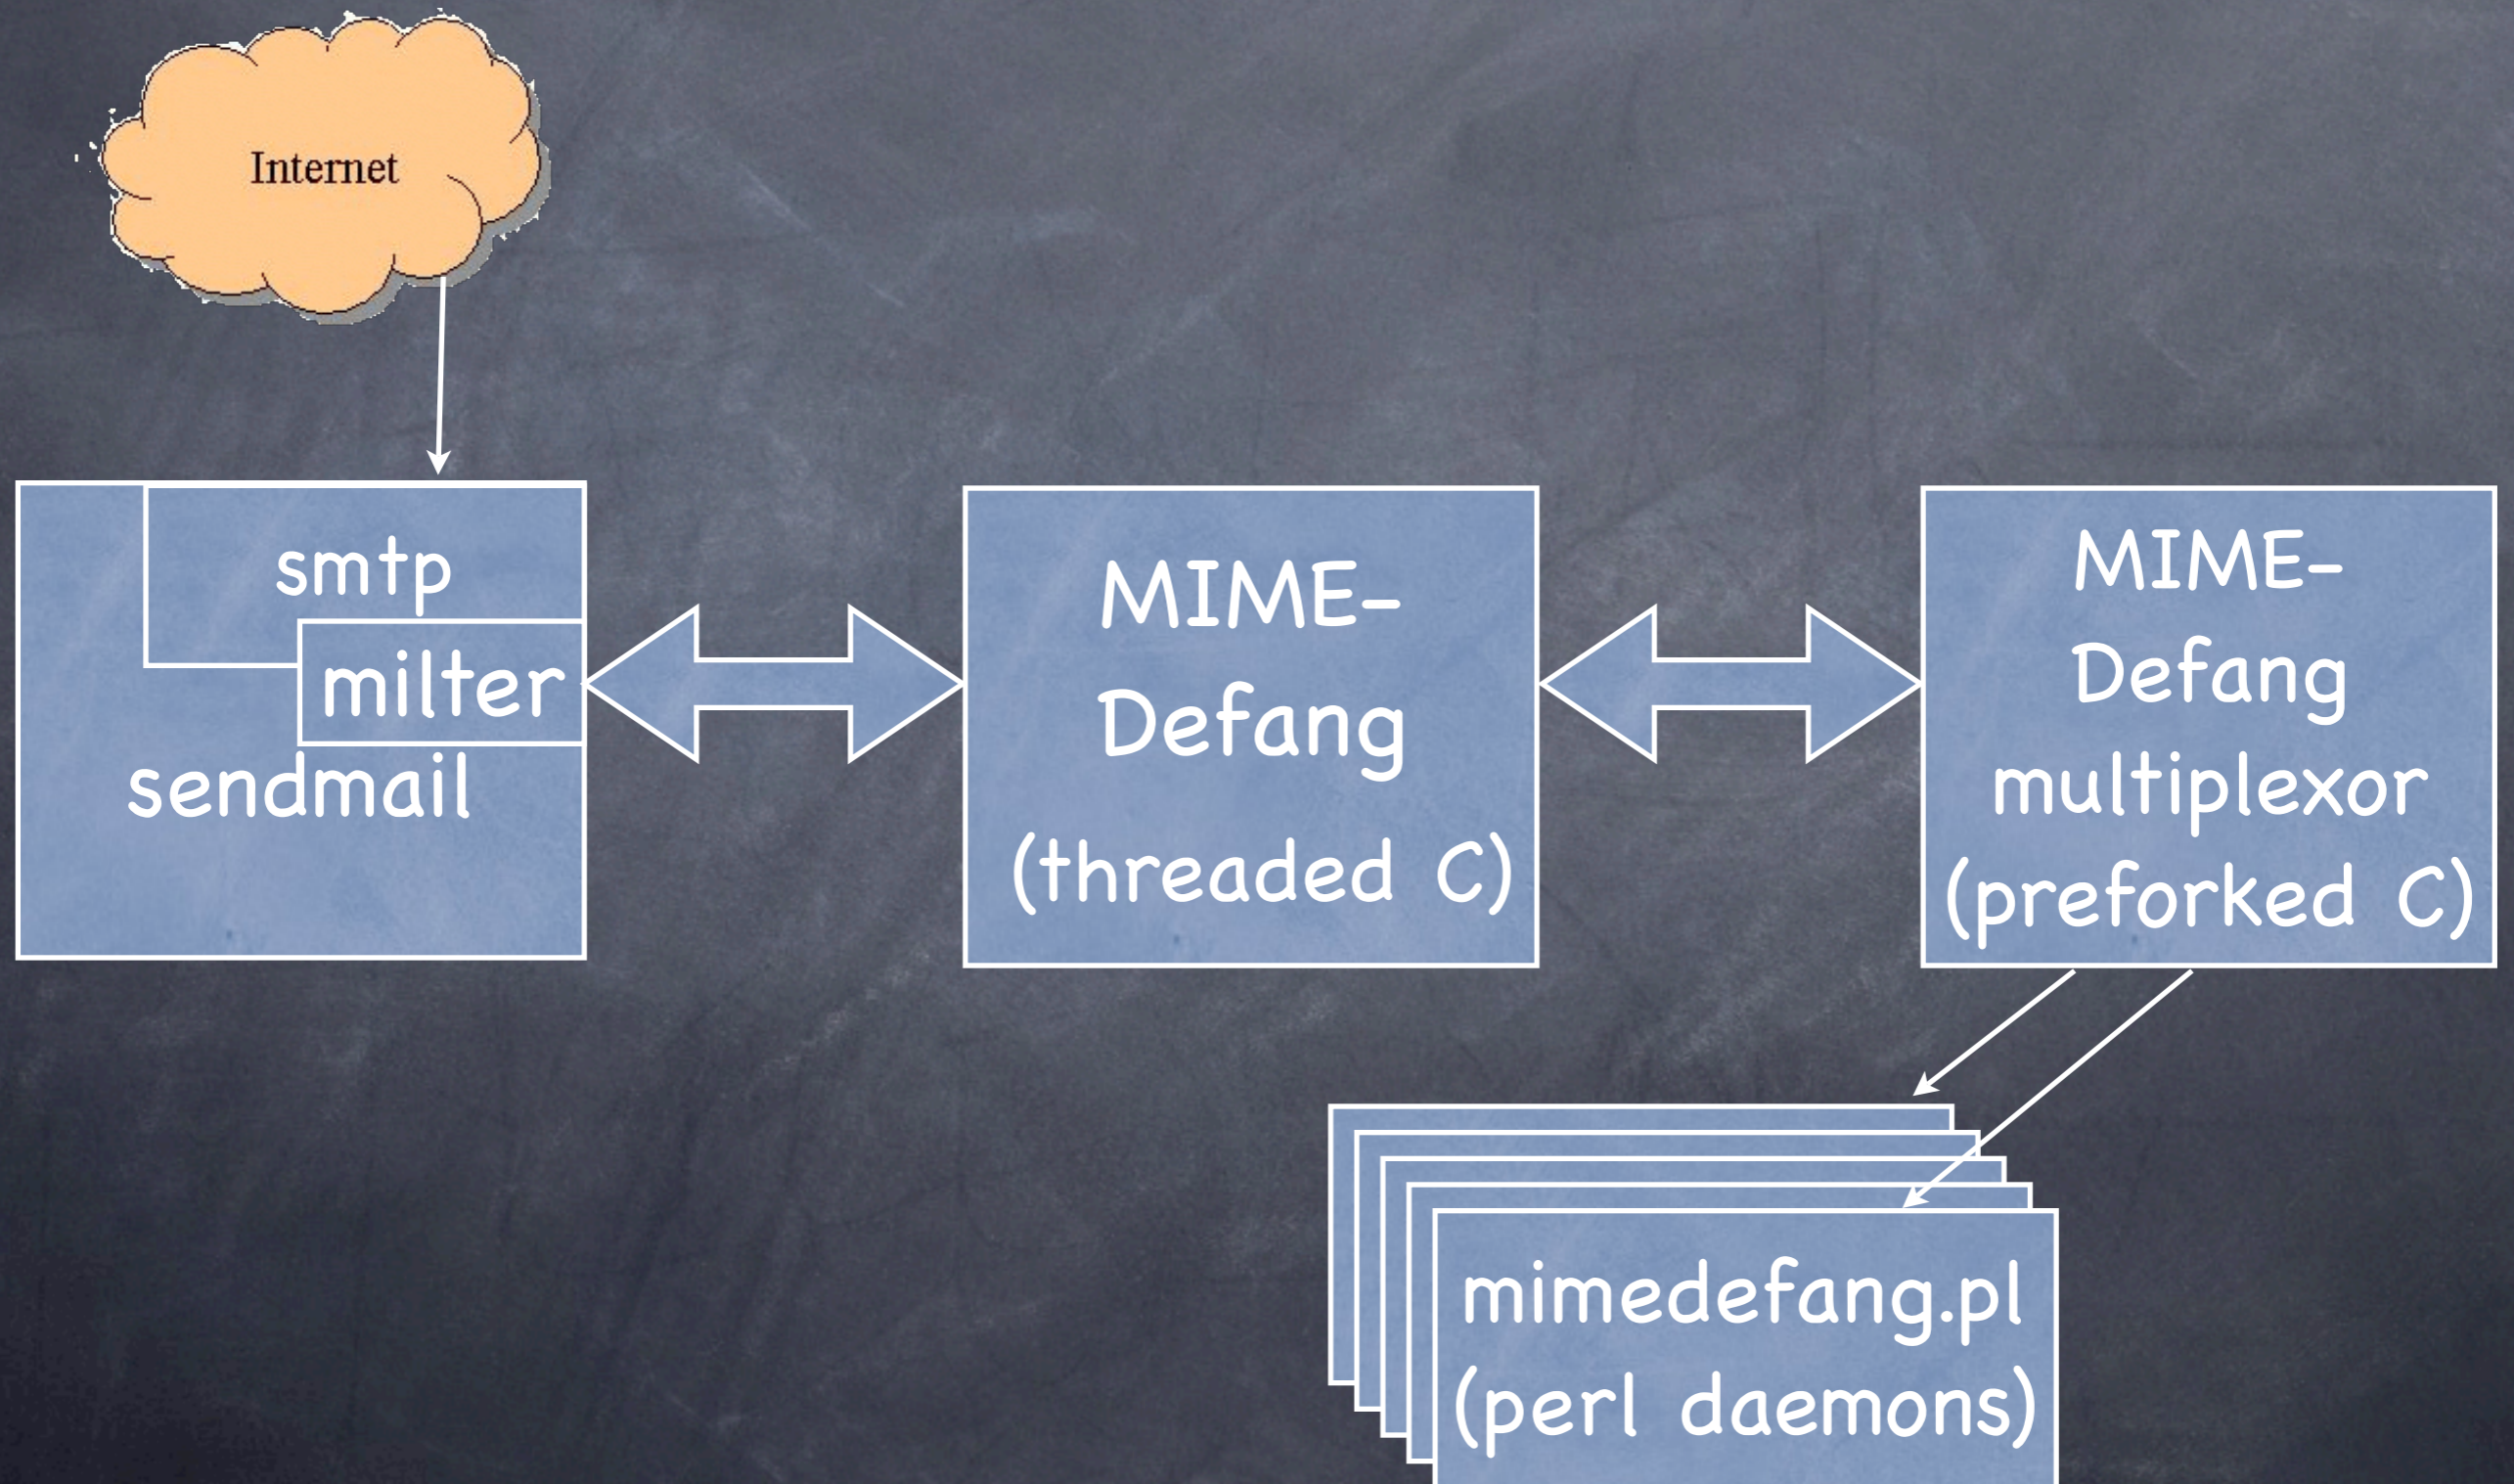 Internet
smtp
milter
sendmail
MIME-
Defang
(threaded C)
MIME-
Defang
multiplexor
(preforked C)
mimedefang.pl
(perl daemons)